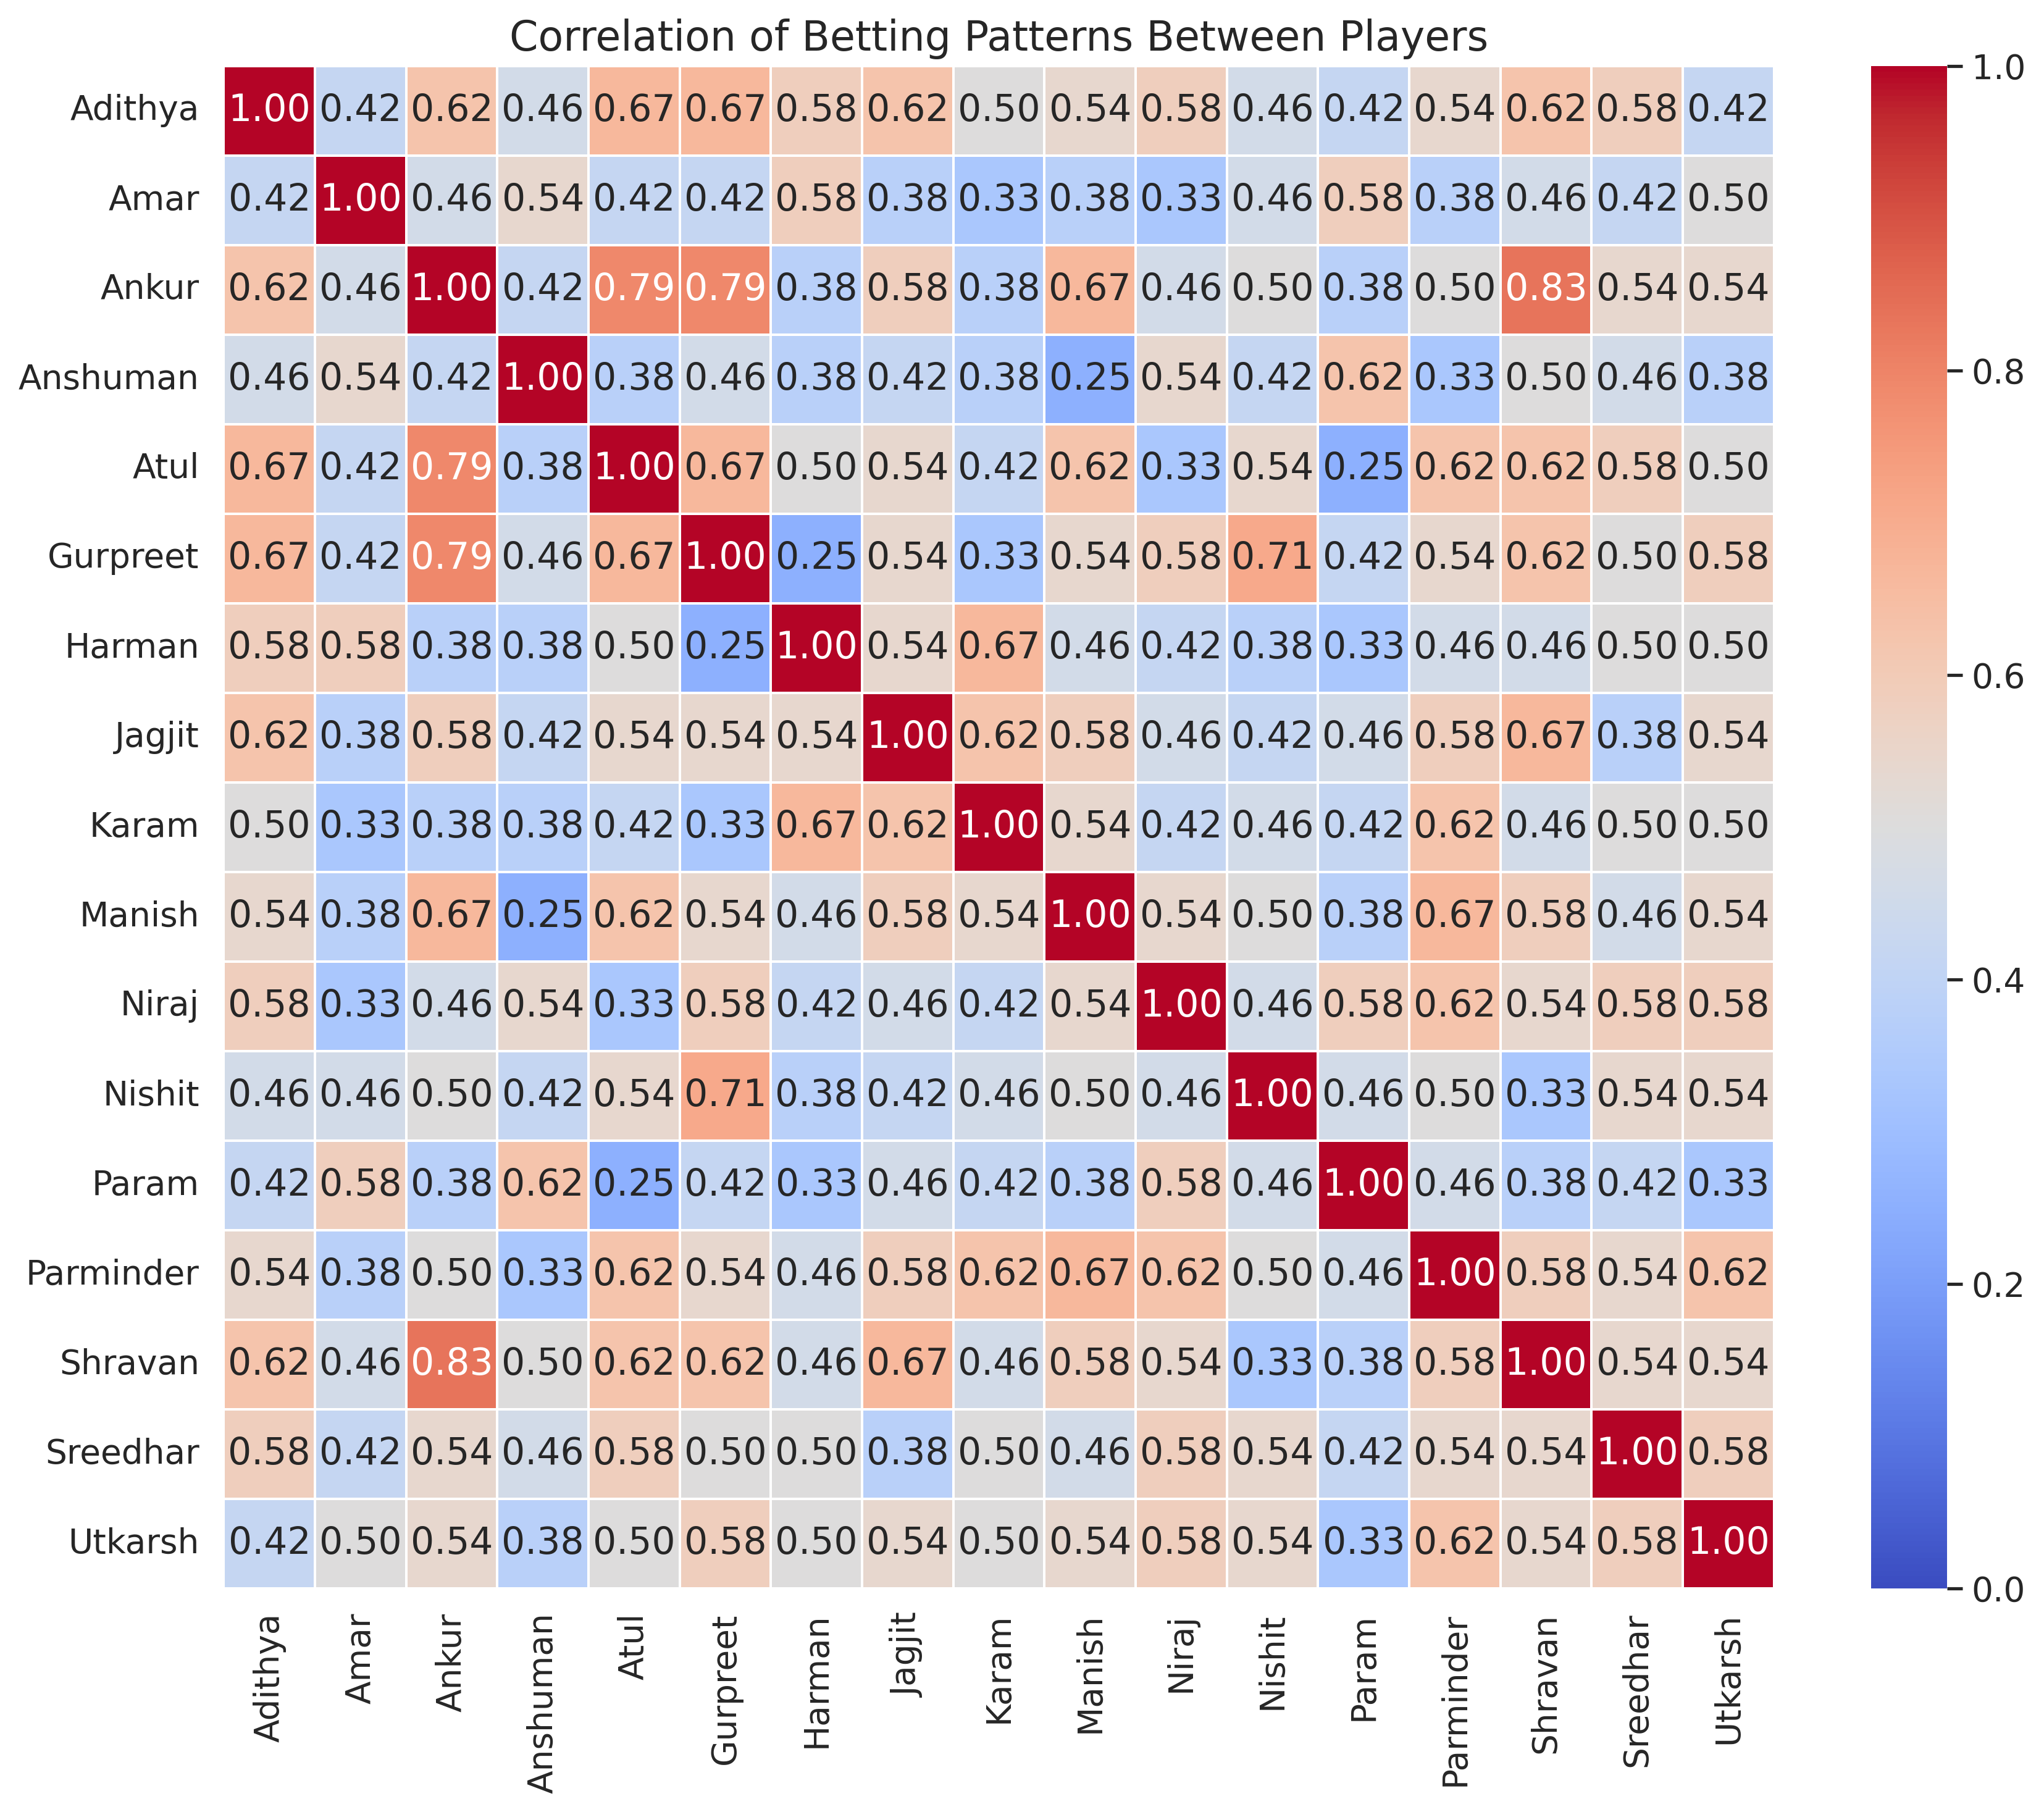 Correlation of Betting Patterns Between Players
Adithya 1.00 0.42 0.62 0.46 0.67 0.67 0.58 0.62 0.50 0.54 0.58 0.46 0.42 0.54 0.62 0.58 0.42
Amar 0.42 1.00 0.46 0.54 0.42 0.42 0.58 0.38 0.33 0.38 0.33 0.46 0.58 0.38 0.46 0.42 0.50
Ankur 0.62 0.46 1.00 0.42 0.79 0.79 0.38 0.58 0.38 0.67 0.46 0.50 0.38 0.50 0.83 0.54 0.54
Anshuman 0.46 0.54 0.42 1.00 0.38 0.46 0.38 0.42 0.38 0.25 0.54 0.42 0.62 0.33 0.50 0.46 0.38
Atul 0.67 0.42 0.79 0.38 1.00 0.67 0.50 0.54 0.42 0.62 0.33 0.54 0.25 0.62 0.62 0.58 0.50
Gurpreet 0.67 0.42 0.79 0.46 0.67 1.00 0.25 0.54 0.33 0.54 0.58 0.71 0.42 0.54 0.62 0.50 0.58
Harman 0.58 0.58 0.38 0.38 0.50 0.25 1.00 0.54 0.67 0.46 0.42 0.38 0.33 0.46 0.46 0.50 0.50
Jagjit 0.62 0.38 0.58 0.42 0.54 0.54 0.54 1.00 0.62 0.58 0.46 0.42 0.46 0.58 0.67 0.38 0.54
Karam 0.50 0.33 0.38 0.38 0.42 0.33 0.67 0.62 1.00 0.54 0.42 0.46 0.42 0.62 0.46 0.50 0.50
Manish 0.54 0.38 0.67 0.25 0.62 0.54 0.46 0.58 0.54 1.00 0.54 0.50 0.38 0.67 0.58 0.46 0.54
Niraj 0.58 0.33 0.46 0.54 0.33 0.58 0.42 0.46 0.42 0.54 1.00 0.46 0.58 0.62 0.54 0.58 0.58
Nishit 0.46 0.46 0.50 0.42 0.54 0.71 0.38 0.42 0.46 0.50 0.46 1.00 0.46 0.50 0.33 0.54 0.54
Param 0.42 0.58 0.38 0.62 0.25 0.42 0.33 0.46 0.42 0.38 0.58 0.46 1.00 0.46 0.38 0.42 0.33
Parminder 0.54 0.38 0.50 0.33 0.62 0.54 0.46 0.58 0.62 0.67 0.62 0.50 0.46 1.00 0.58 0.54 0.62
Shravan 0.62 0.46 0.83 0.50 0.62 0.62 0.46 0.67 0.46 0.58 0.54 0.33 0.38 0.58 1.00 0.54 0.54
Sreedhar 0.58 0.42 0.54 0.46 0.58 0.50 0.50 0.38 0.50 0.46 0.58 0.54 0.42 0.54 0.54 1.00 0.58
Utkarsh 0.42 0.50 0.54 0.38 0.50 0.58 0.50 0.54 0.50 0.54 0.58 0.54 0.33 0.62 0.54 0.58 1.00
Adithya Amar Ankur Anshuman Atul Gurpreet Harman Jagjit Karam Manish Niraj Nishit Param Parminder Shravan Sreedhar Utkarsh
1.0
0.8
0.6
0.4
0.2
0.0